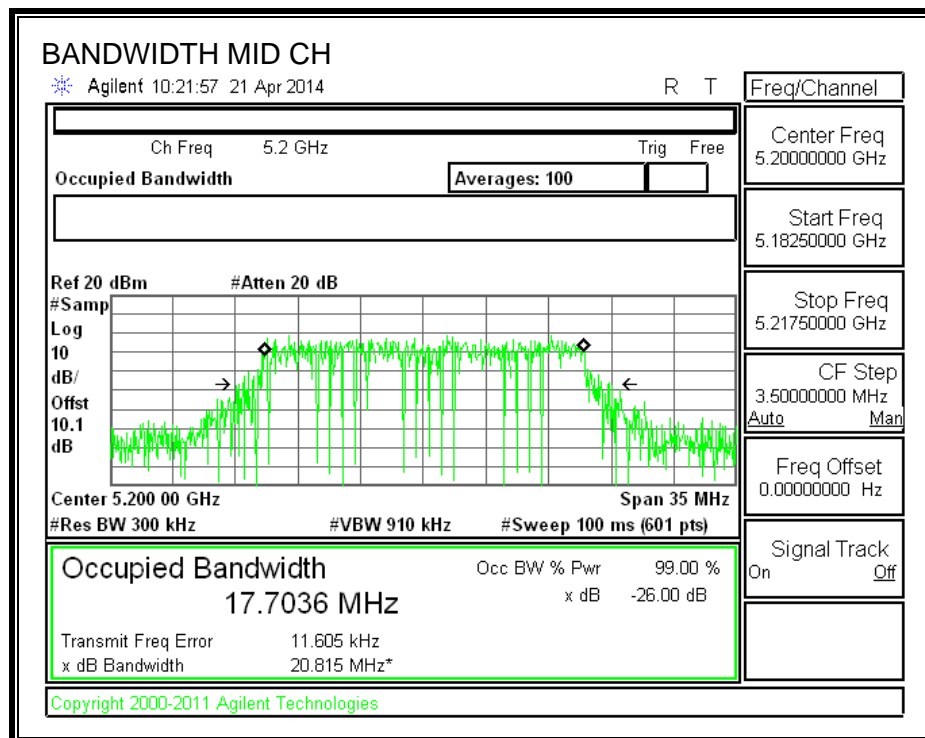 BANDWIDTH MID CH
Agilent 10:21:57 21 Apr 2014 R T
Freq/Channel
Ch Freq 5.2 GHz Trig Free
Occupied Bandwidth Averages: 100
Center Freq
5.20000000 GHz
Start Freq
5.18250000 GHz
Stop Freq
5.21750000 GHz
CF Step
3.50000000 MHz
Auto Man
Freq Offset
0.00000000 Hz
Signal Track
On Off
Ref 20 dBm #Atten 20 dB
#Samp
Log
10
dB/
Offst
10.1
dB
Center 5.200 00 GHz Span 35 MHz
#Res BW 300 kHz #VBW 910 kHz #Sweep 100 ms (601 pts)
Occupied Bandwidth Occ BW % Pwr 99.00 %
17.7036 MHz x dB -26.00 dB
Transmit Freq Error 11.605 kHz
x dB Bandwidth 20.815 MHz*
Copyright 2000-2011 Agilent Technologies